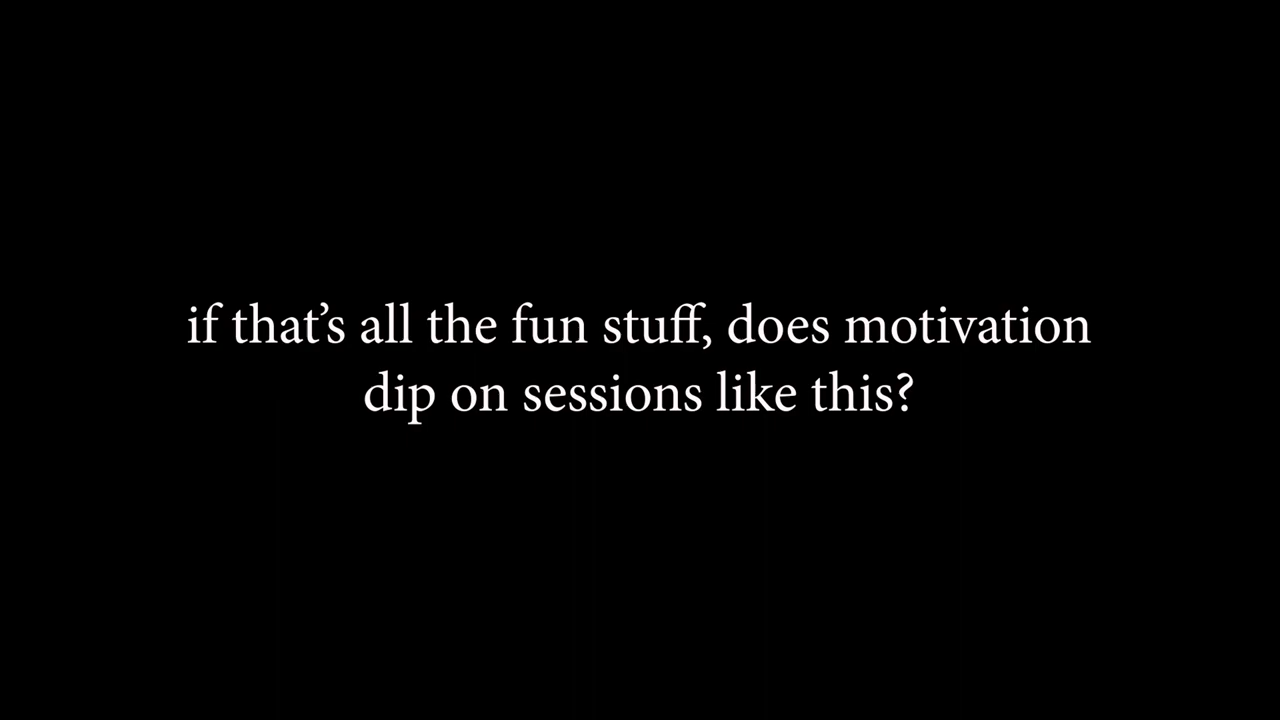 if that’s all the fun stuff, does motivation
dip on sessions like this?